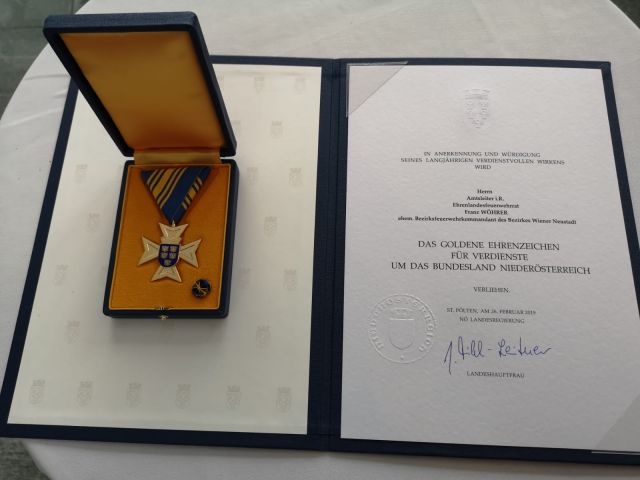 IN ANERKENNUNG UND WÜRDIGUNG
SEINES LANGJÄHRIGEN VERDIENSTVOLLEN WIRKENS
WIRD
Herrn
Amtsleiter i.R.
Ehrenlandesfeuerwehrrat
Franz WÖHRER
ehem. Bezirksfeuerwehrkommandant des Bezirkes Wiener Neustadt
DAS GOLDENE EHRENZEICHEN
FÜR VERDIENSTE
UM DAS BUNDESLAND NIEDERÖSTERREICH
VERLIEHEN.
ST. PÖLTEN, AM 26. FEBRUAR 2019
NÖ LANDESREGIERUNG
J. Mikl-Leitner
LANDESHAUPTFRAU